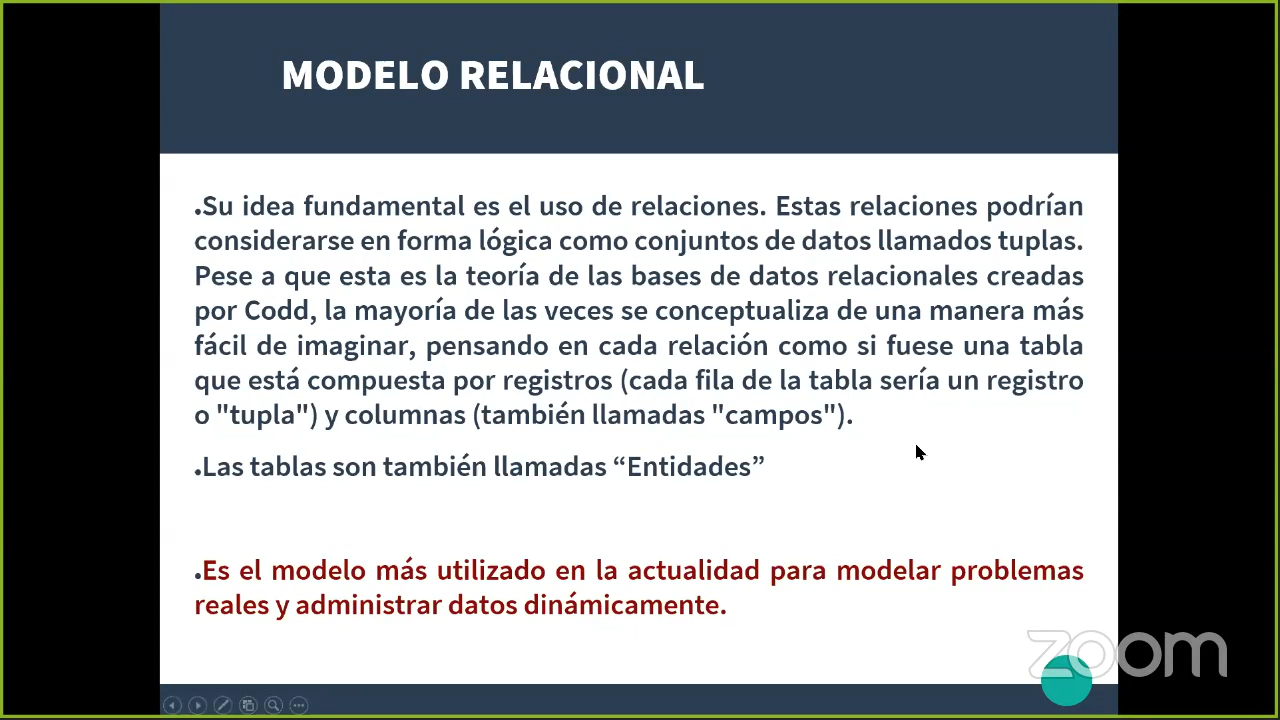 MODELO RELACIONAL
•Su idea fundamental es el uso de relaciones. Estas relaciones podrían
considerarse en forma lógica como conjuntos de datos llamados tuplas.
Pese a que esta es la teoría de las bases de datos relacionales creadas
por Codd, la mayoría de las veces se conceptualiza de una manera más
fácil de imaginar, pensando en cada relación como si fuese una tabla
que está compuesta por registros (cada fila de la tabla sería un registro
o "tupla") y columnas (también llamadas "campos").
•Las tablas son también llamadas “Entidades”
•Es el modelo más utilizado en la actualidad para modelar problemas
reales y administrar datos dinámicamente.
zoom